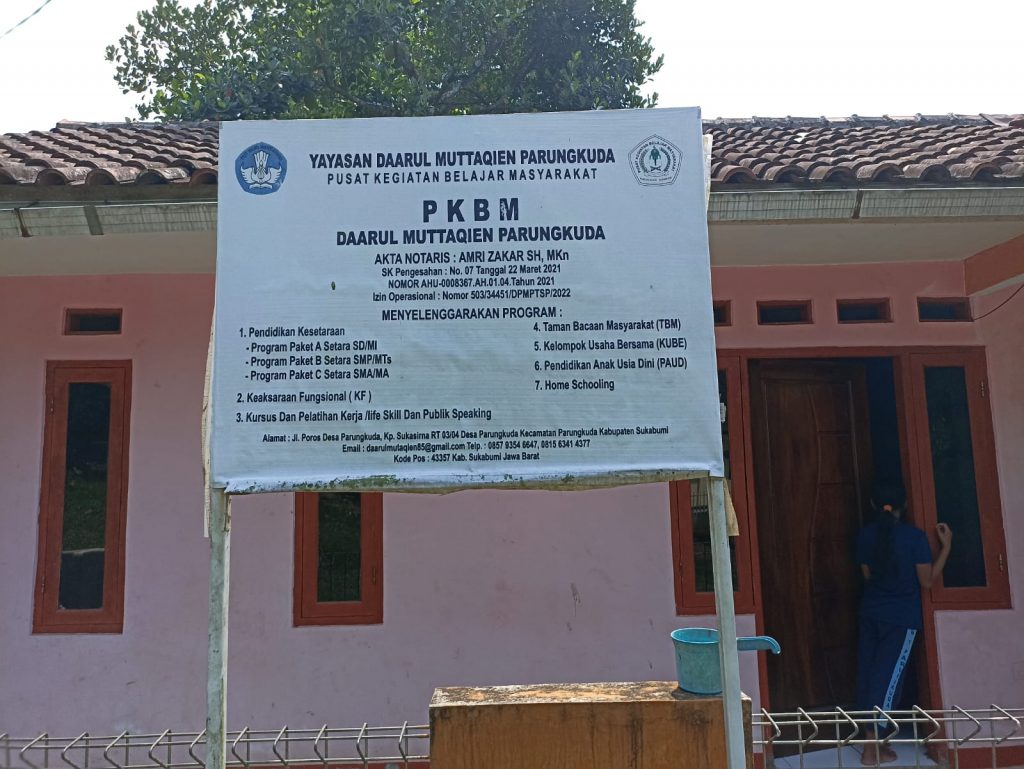 YAYASAN DAARUL MUTTAQIEN PARUNGKUDA
PUSAT KEGIATAN BELAJAR MASYARAKAT
PKBM
DAARUL MUTTAQIEN PARUNGKUDA
AKTA NOTARIS : AMRI ZAKAR SH, MKn
SK Pengesahan : No. 07 Tanggal 22 Maret 2021
NOMOR AHU-0008367.AH.01.04.Tahun 2021
Izin Operasional : Nomor 503/34451/DPMPTSP/2022
MENYELENGGARAKAN PROGRAM :
1. Pendidikan Kesetaraan
- Program Paket A Setara SD/MI
- Program Paket B Setara SMP/MTs
- Program Paket C Setara SMA/MA
2. Keaksaraan Fungsional ( KF )
3. Kursus Dan Pelatihan Kerja /life Skill Dan Publik Speaking
4. Taman Bacaan Masyarakat (TBM)
5. Kelompok Usaha Bersama (KUBE)
6. Pendidikan Anak Usia Dini (PAUD)
7. Home Schooling
Alamat : Jl. Poros Desa Parungkuda, Kp. Sukasirna RT 03/04 Desa Parungkuda Kecamatan Parungkuda Kabupaten Sukabumi
Email : daarulmutaqien85@gmail.com Telp. : 0857 9354 6647, 0815 6341 4377
Kode Pos : 43357 Kab. Sukabumi Jawa Barat